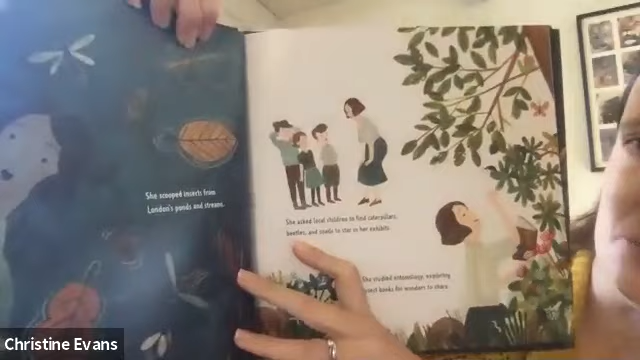 She scooped insects from
London's ponds and streams.
She asked local children to find caterpillars,
beetles, and snails to star in her exhibits.
She studied entomology, exploring
books for wonders to share.
Christine Evans